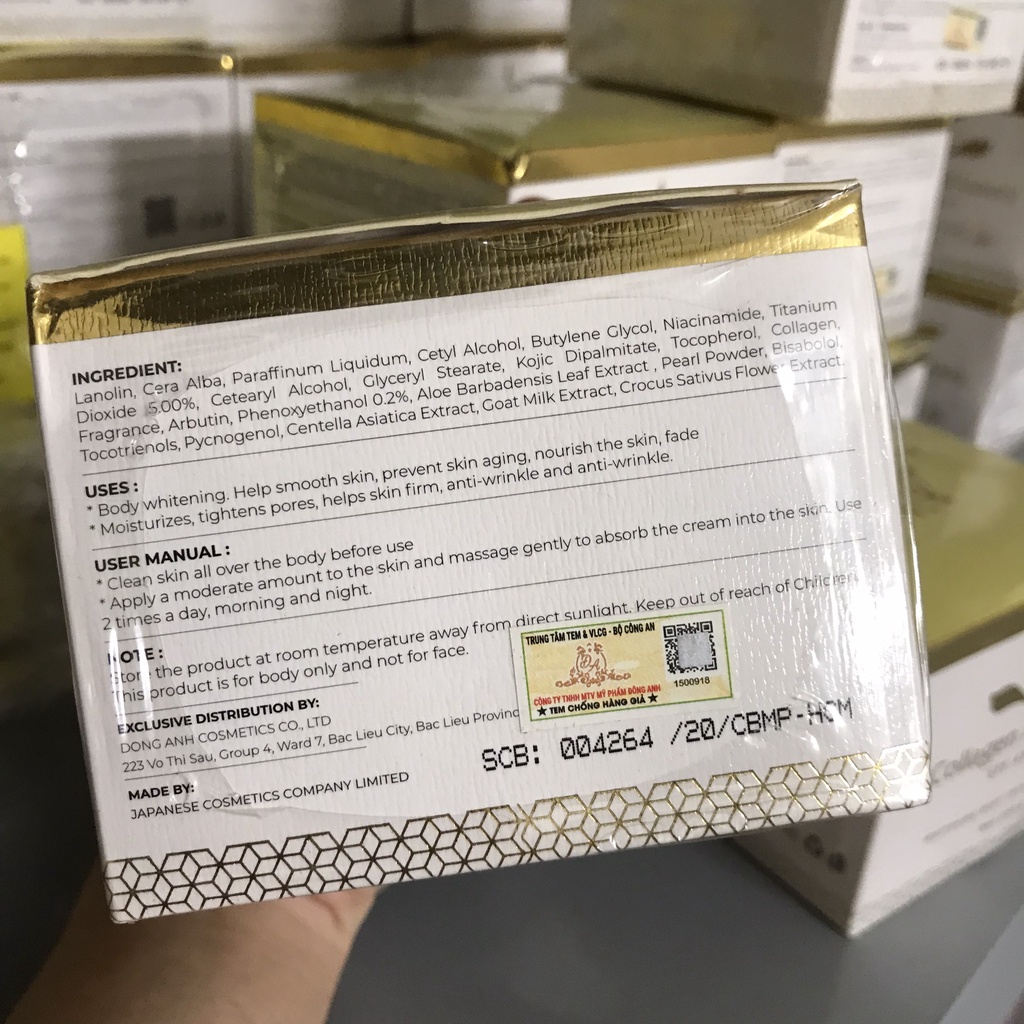 INGREDIENT:
Lanolin, Cera Alba, Paraffinum Liquidum, Cetyl Alcohol, Butylene Glycol, Niacinamide, Titanium
Dioxide 5.00%, Cetearyl Alcohol, Glyceryl Stearate, Kojic Dipalmitate, Tocopherol, Collagen,
Fragrance, Arbutin, Phenoxyethanol 0.2%, Aloe Barbadensis Leaf Extract , Pearl Powder, Bisabolol,
Tocotrienols, Pycnogenol, Centella Asiatica Extract, Goat Milk Extract, Crocus Sativus Flower Extract.
USES :
* Body whitening. Help smooth skin, prevent skin aging, nourish the skin, fade
* Moisturizes, tightens pores, helps skin firm, anti-wrinkle and anti-wrinkle.
USER MANUAL :
* Clean skin all over the body before use
* Apply a moderate amount to the skin and massage gently to absorb the cream into the skin. Use
2 times a day, morning and night.
NOTE :
Store the product at room temperature away from direct sunlight. Keep out of reach of Children
This product is for body only and not for face.
EXCLUSIVE DISTRIBUTION BY:
DONG ANH COSMETICS CO., LTD
223 Vo Thi Sau, Group 4, Ward 7, Bac Lieu City, Bac Lieu Provinc
MADE BY:
JAPANESE COSMETICS COMPANY LIMITED
TRUNG TÂM TEM & VLCG - BỘ CÔNG AN
DA
1500918
CÔNG TY TNHH MTV MỸ PHẨM ĐÔNG ANH
★ TEM CHỐNG HÀNG GIẢ ★
SCB: 004264 /20/CBMP-HCM
Collagen